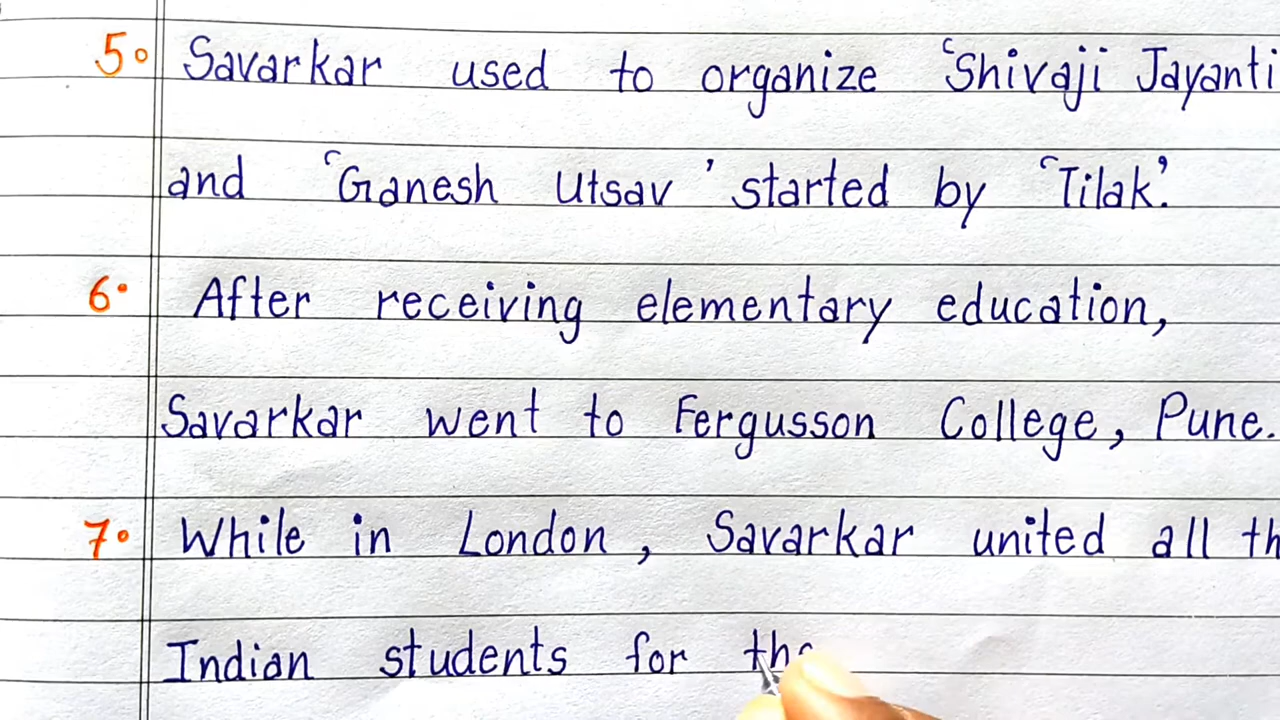 5. Savarkar used to organize 'Shivaji Jayanti
and 'Ganesh Utsav' started by 'Tilak'.
6. After receiving elementary education,
Savarkar went to Fergusson College, Pune.
7. While in London, Savarkar united all th
Indian students for